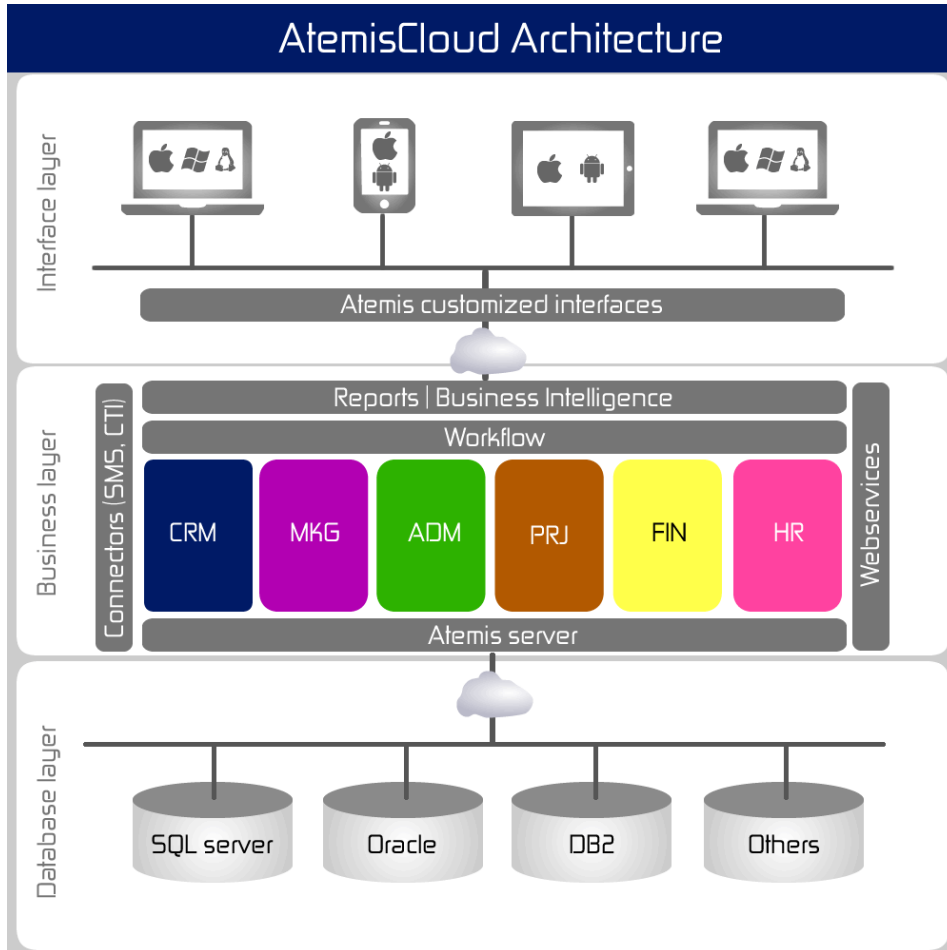 AtemisCloud Architecture
Interface layer
Atemis customized interfaces
Business layer
Connectors (SMS, CTI)
Reports | Business Intelligence
Workflow
CRM
MKG
ADM
PRJ
FIN
HR
Webservices
Atemis server
Database layer
SQL server
Oracle
DB2
Others